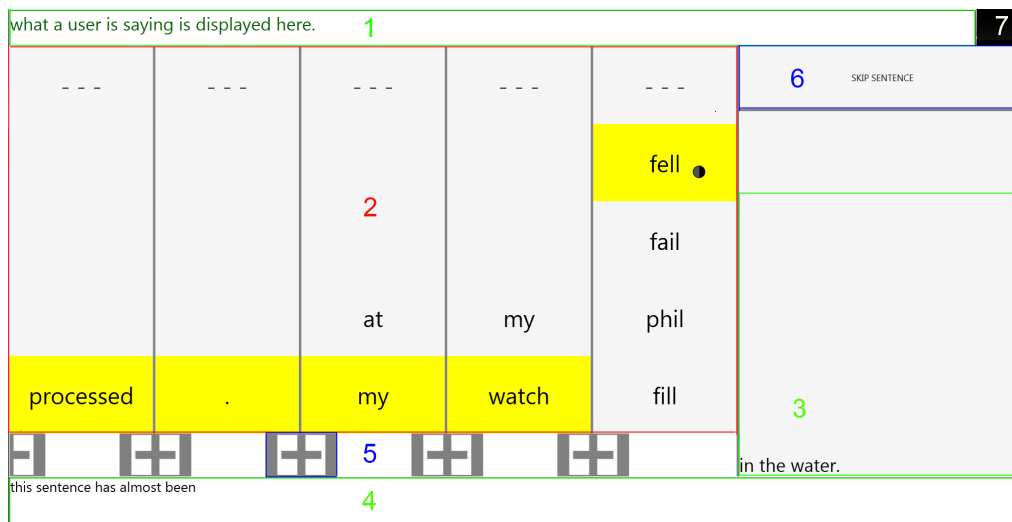 what a user is saying is displayed here.
1
7
- - - - - - - - - - - - - - -
6 SKIP SENTENCE
fell
2
fail
at my phil
processed . my watch fill
3
5
in the water.
this sentence has almost been
4